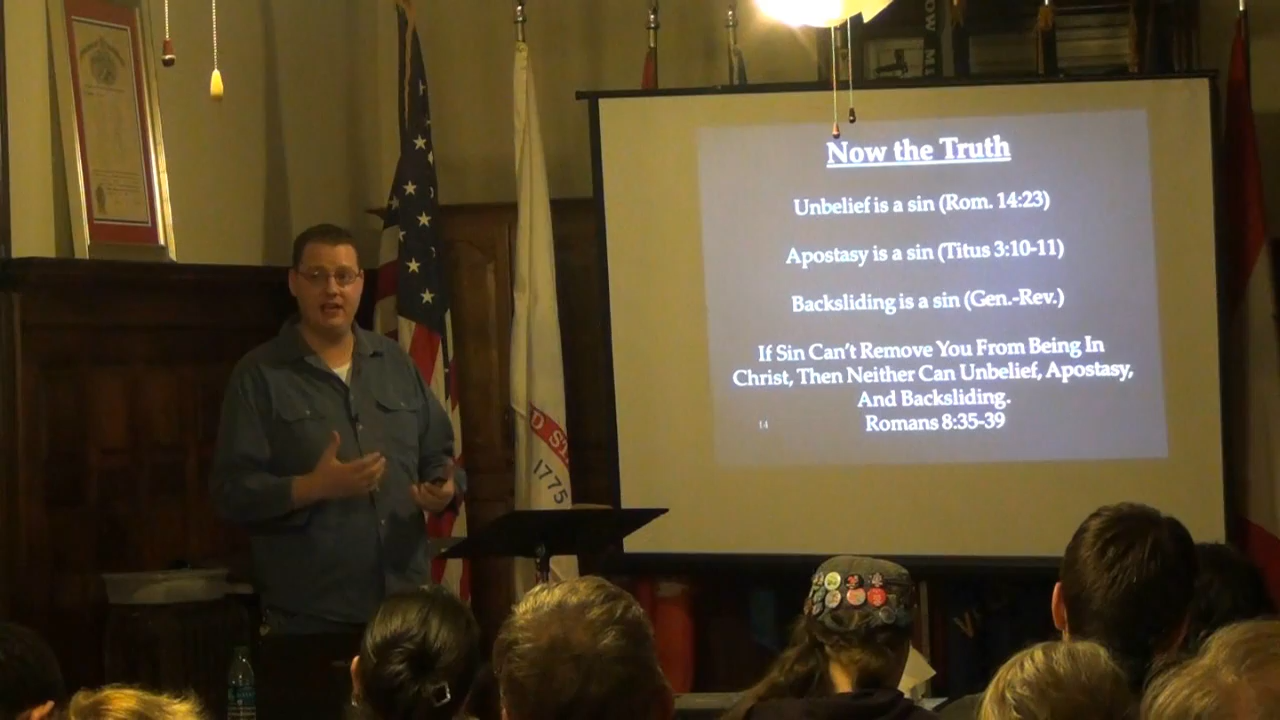 Now the Truth
Unbelief is a sin (Rom. 14:23)
Apostasy is a sin (Titus 3:10-11)
Backsliding is a sin (Gen.-Rev.)
If Sin Can't Remove You From Being In
Christ, Then Neither Can Unbelief, Apostasy,
And Backsliding.
Romans 8:35-39
14
1775